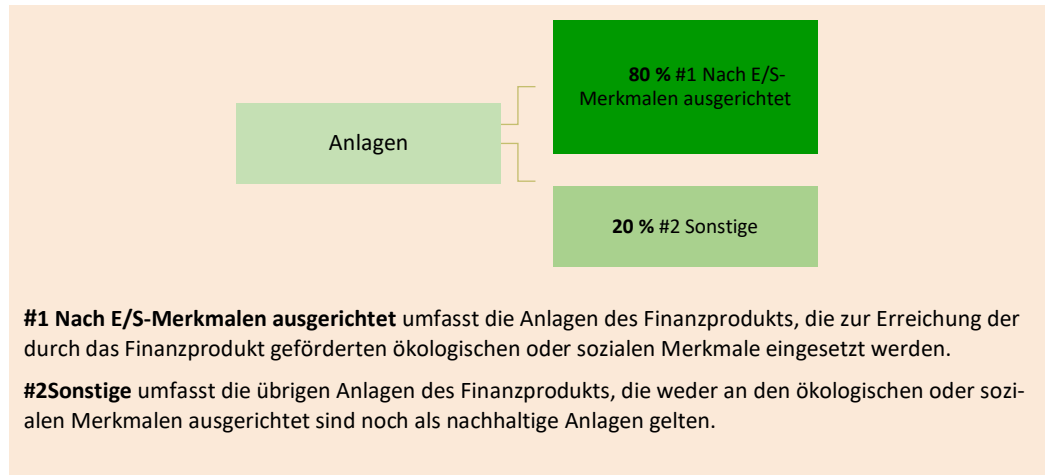 80 % #1 Nach E/S-
Merkmalen ausgerichtet
Anlagen
20 % #2 Sonstige
#1 Nach E/S-Merkmalen ausgerichtet umfasst die Anlagen des Finanzprodukts, die zur Erreichung der
durch das Finanzprodukt geförderten ökologischen oder sozialen Merkmale eingesetzt werden.
#2Sonstige umfasst die übrigen Anlagen des Finanzprodukts, die weder an den ökologischen oder sozi-
alen Merkmalen ausgerichtet sind noch als nachhaltige Anlagen gelten.